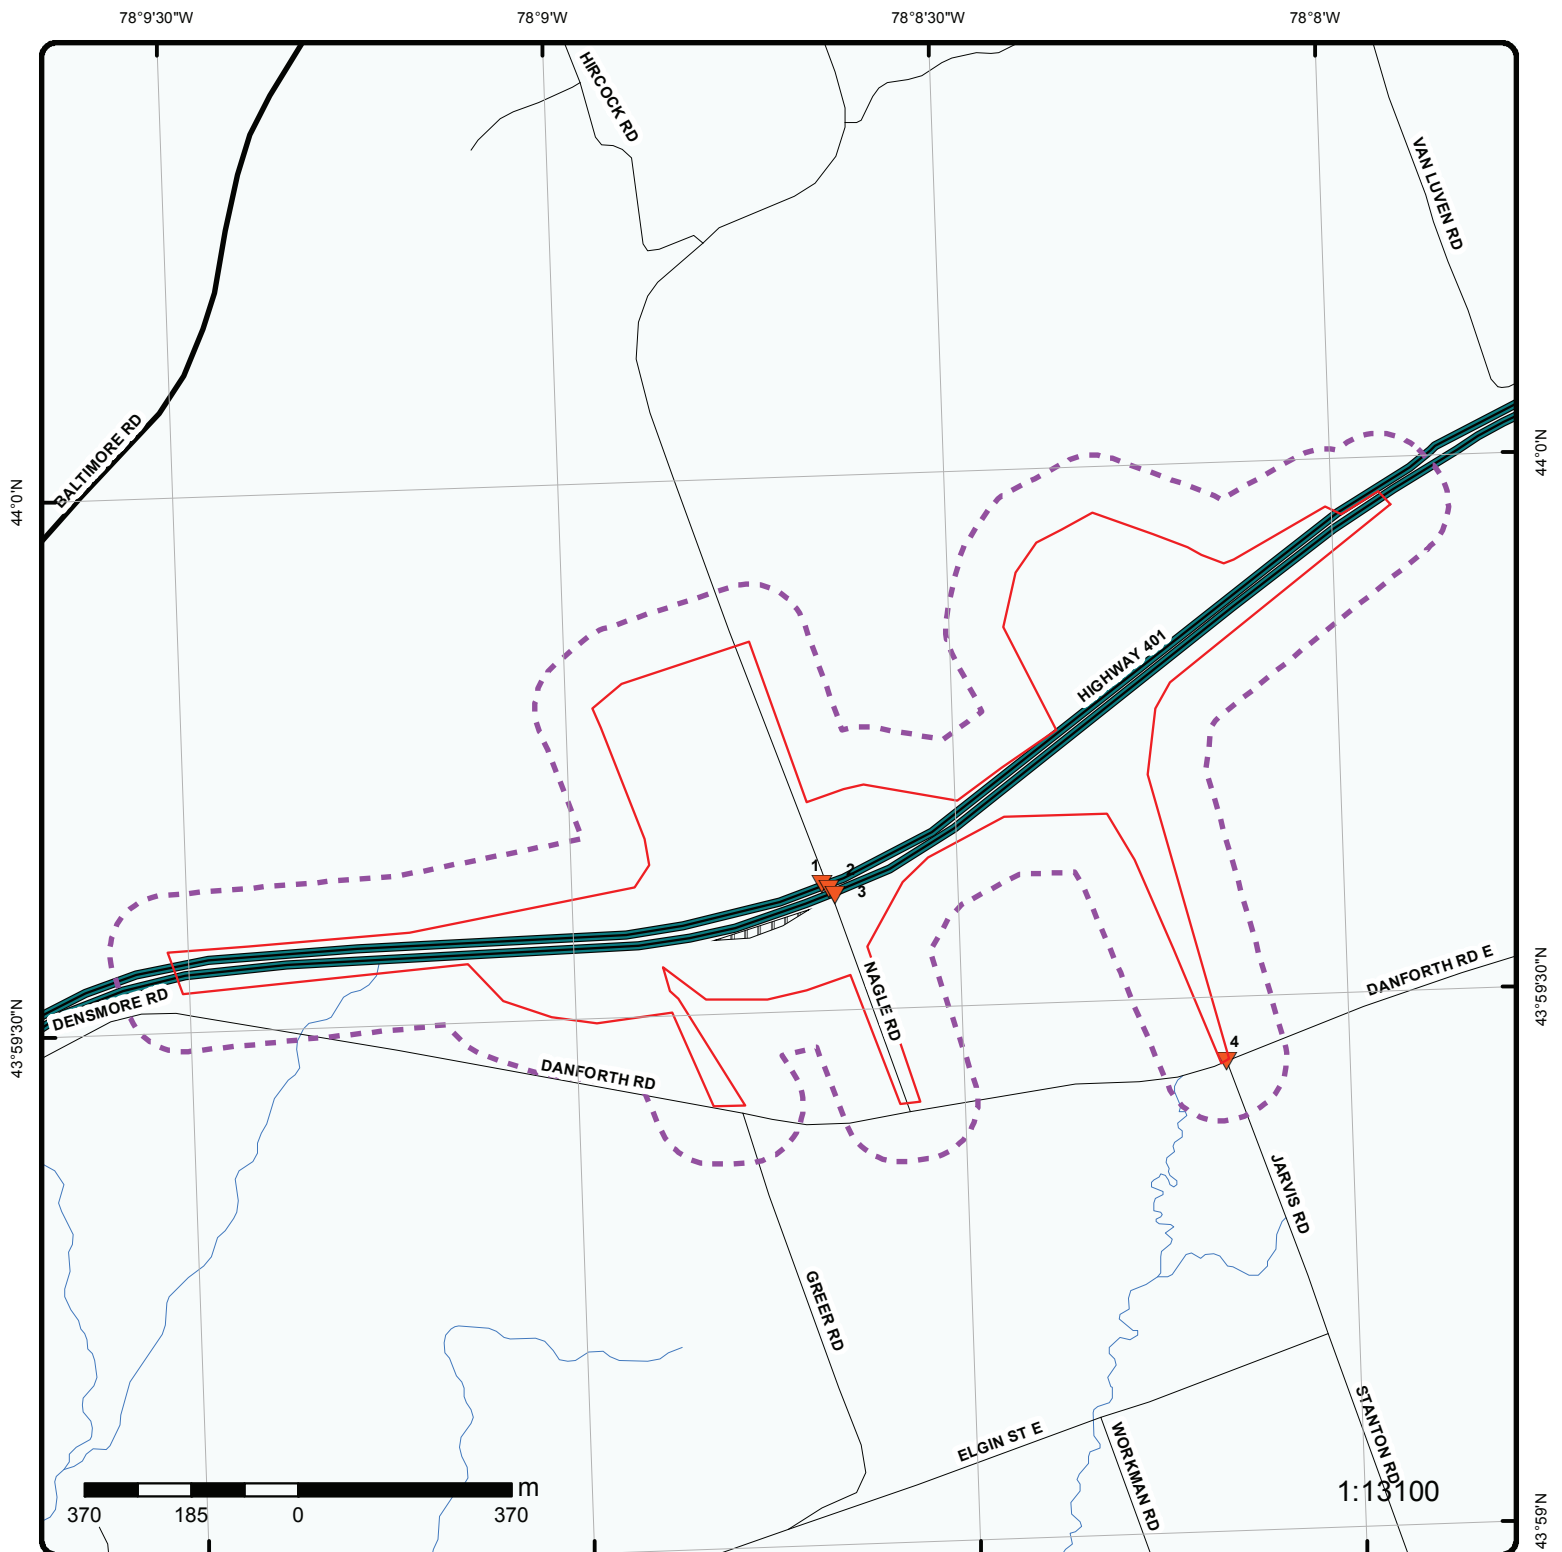 78°9'30"W
78°9'W
78°8'30"W
78°8'W
HIRCOCK RD
VAN LUVEN RD
BALTIMORE RD
44°0'N
44°0'N
HIGHWAY 401
1
2
3
NAGLE RD
DANFORTH RD E
DENSMORE RD
43°59'30"N
43°59'30"N
4
DANFORTH RD
JARVIS RD
GREER RD
STANTON RD
ELGIN ST E
WORKMAN RD
m
1:13100
370
185
0
370
43°59'N